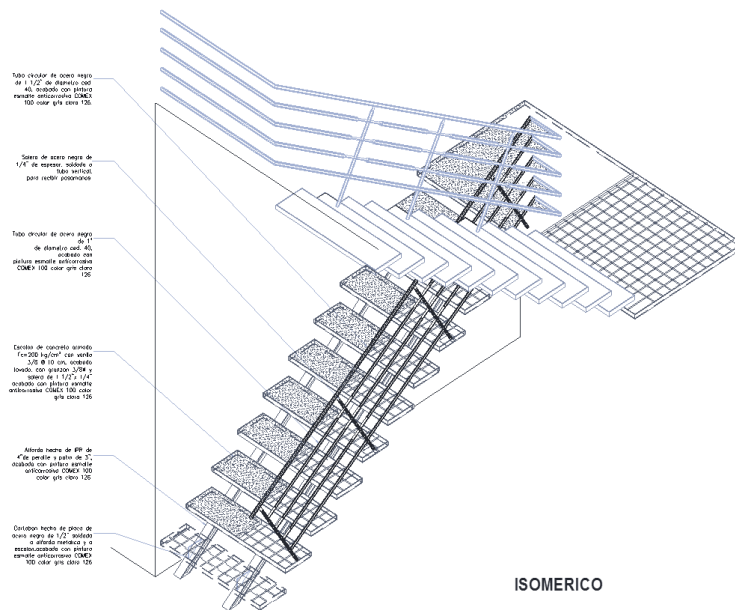 Tubo circular de acero negro
de 1 1/2" de diametro ced.
40, acabado con pintura
esmalte anticorrosivo COMEX
100 color gris claro 126.
Solera de acero negro de
1/4" de espesor, soldado a
tubo vertical,
para recibir pasamanos
Tubo circular de acero negro
de 1"
de diametro ced. 40,
acabado con
pintura esmalte anticorrosiva
COMEX 100 color gris claro
126
Escalon de concreto armado
f'c=200 kg/cm² con varilla
3/8 @ 10 cm, acabado
lavado, con granzon 3/8# y
solera de 1 1/2"x 1/4"
acabado con pintura esmalte
anticorrosiva COMEX 100 color
gris claro 126
Alfarda hecha de IPR de
4"de peralte y patin de 3",
acabada con pintura esmalte
anticorrosiva COMEX 100
color gris claro 126
Cartabon hecho de placa de
acero negro de 1/2" soldado
a alfarda metalica y a
escalon,acabado con pintura
esmalte anticorrosiva COMEX
100 color gris claro 126
ISOMERICO